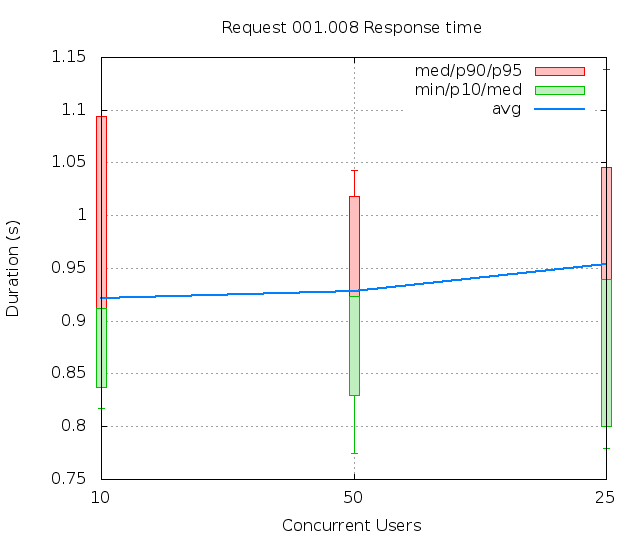 Request 001.008 Response time
med/p90/p95
min/p10/med
avg
1.15
1.1
1.05
1
0.95
0.9
0.85
0.8
0.75
Duration (s)
10 50 25
Concurrent Users